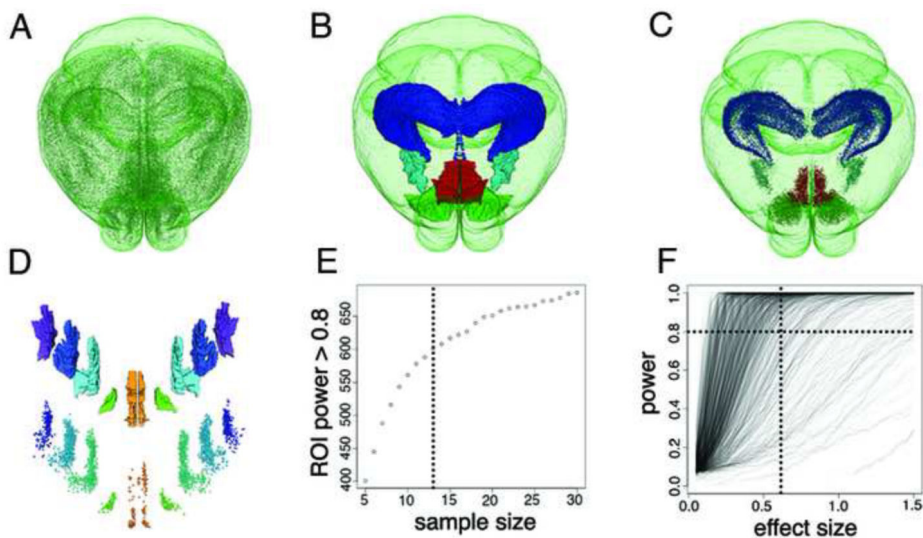 A
B
C
D
E
ROI power > 0.8
400 450 500 550 600 650
5 10 15 20 25 30
sample size
F
power
0.0 0.2 0.4 0.6 0.8 1.0
0.0 0.5 1.0 1.5
effect size